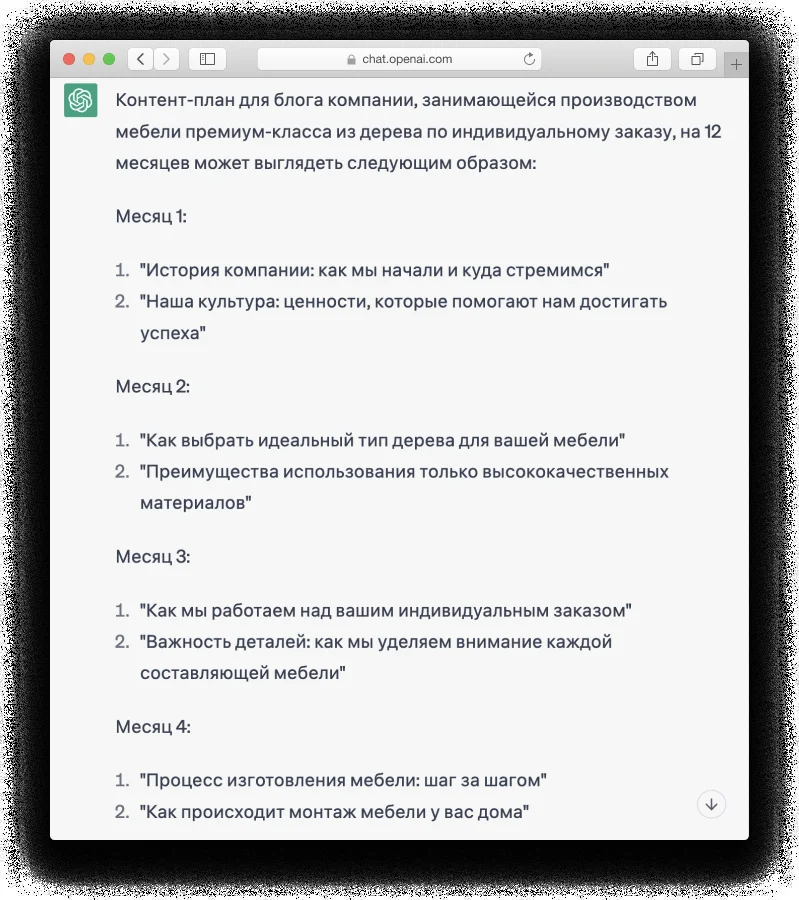 chat.openai.com
Контент-план для блога компании, занимающейся производством
мебели премиум-класса из дерева по индивидуальному заказу, на 12
месяцев может выглядеть следующим образом:
Месяц 1:
1. "История компании: как мы начали и куда стремимся"
2. "Наша культура: ценности, которые помогают нам достигать
успеха"
Месяц 2:
1. "Как выбрать идеальный тип дерева для вашей мебели"
2. "Преимущества использования только высококачественных
материалов"
Месяц 3:
1. "Как мы работаем над вашим индивидуальным заказом"
2. "Важность деталей: как мы уделяем внимание каждой
составляющей мебели"
Месяц 4:
1. "Процесс изготовления мебели: шаг за шагом"
2. "Как происходит монтаж мебели у вас дома"